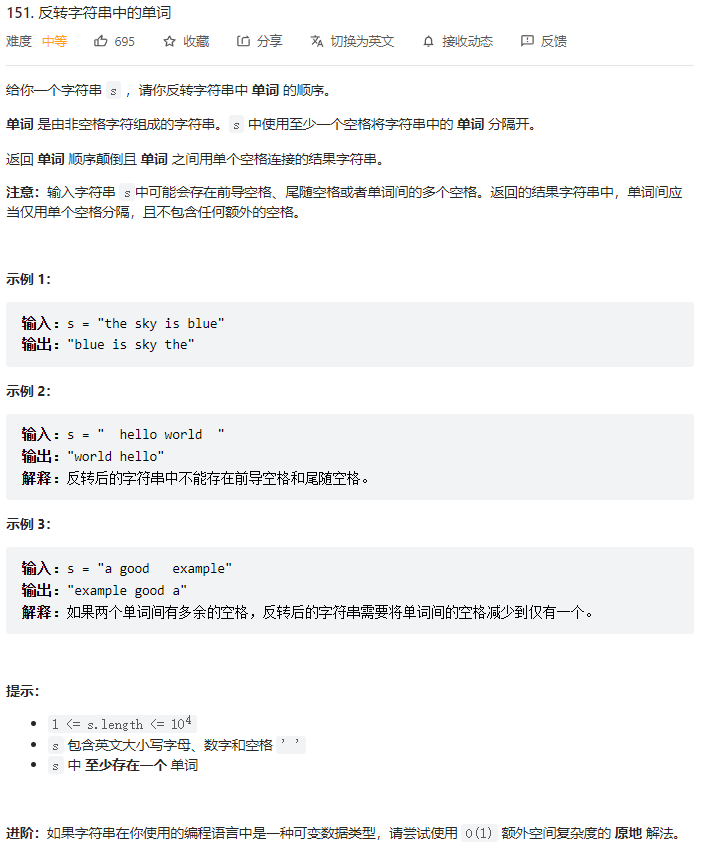 151. 反转字符串中的单词
难度 中等 695 收藏 分享 切换为英文 接收动态 反馈
给你一个字符串 s ，请你反转字符串中 单词 的顺序。
单词 是由非空格字符组成的字符串。s 中使用至少一个空格将字符串中的 单词 分隔开。
返回 单词 顺序颠倒且 单词 之间用单个空格连接的结果字符串。
注意：输入字符串 s中可能会存在前导空格、尾随空格或者单词间的多个空格。返回的结果字符串中，单词间应
当仅用单个空格分隔，且不包含任何额外的空格。
示例 1：
输入：s = "the sky is blue"
输出："blue is sky the"
示例 2：
输入：s = "  hello world  "
输出："world hello"
解释：反转后的字符串中不能存在前导空格和尾随空格。
示例 3：
输入：s = "a good   example"
输出："example good a"
解释：如果两个单词间有多余的空格，反转后的字符串需要将单词间的空格减少到仅有一个。
提示：
• 1 <= s.length <= 10⁴
• s 包含英文大小写字母、数字和空格 ' '
• s 中 至少存在一个 单词
进阶：如果字符串在你使用的编程语言中是一种可变数据类型，请尝试使用 O(1) 额外空间复杂度的 原地 解法。